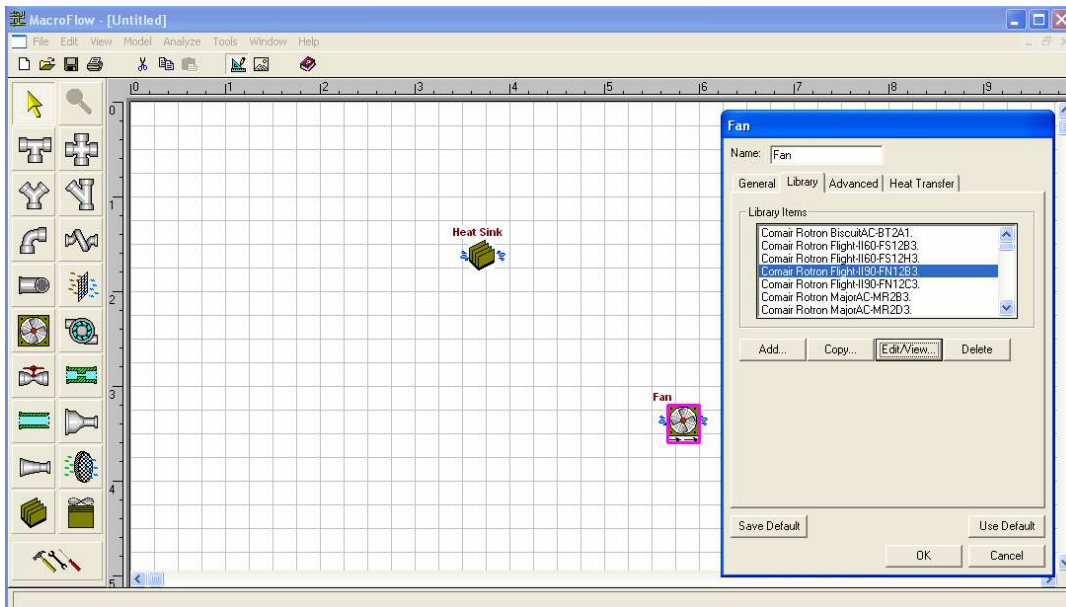 MacroFlow - [Untitled]
File Edit View Model Analyze Tools Window Help
0 1 2 3 4 5 6 7 8 9
0
1
2
3
4
5
Heat Sink
Fan
Fan
Name: Fan
General Library Advanced Heat Transfer
Library Items
Comair Rotron BiscuitAC-BT2A1.
Comair Rotron Flight-II60-FS12B3.
Comair Rotron Flight-II60-FS12H3.
Comair Rotron Flight-II90-FN12B3.
Comair Rotron Flight-II90-FN12C3.
Comair Rotron MajorAC-MR2B3.
Comair Rotron MajorAC-MR2D3.
Add... Copy... Edit/View... Delete
Save Default Use Default
OK Cancel